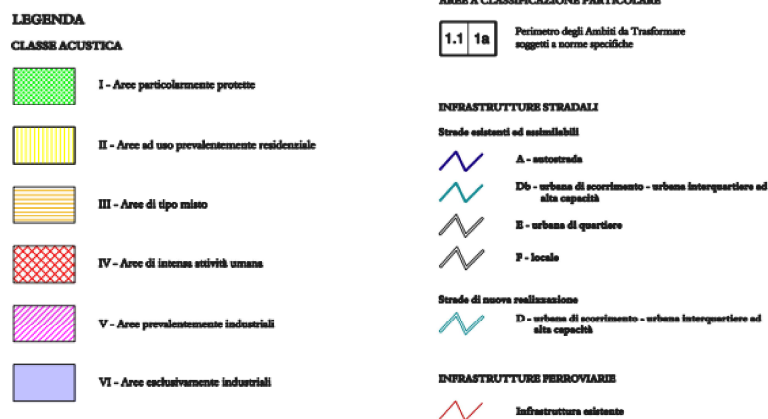 LEGENDA
CLASSE ACUSTICA
I - Aree particolarmente protette
II - Aree ad uso prevalentemente residenziale
III - Aree di tipo misto
IV - Aree di intensa attività umana
V - Aree prevalentemente industriali
VI - Aree esclusivamente industriali
AREE A CLASSIFICAZIONE PARTICOLARE
1.1 1a
Perimetro degli Ambiti da Trasformare
soggetti a norme specifiche
INFRASTRUTTURE STRADALI
Strade esistenti ed assimilabili
A - autostrada
Db - urbana di scorrimento - urbana interquartiere ad
alta capacità
E - urbana di quartiere
F - locale
Strade di nuova realizzazione
D - urbana di scorrimento - urbana interquartiere ad
alta capacità
INFRASTRUTTURE FERROVIARIE
Infrastruttura esistente